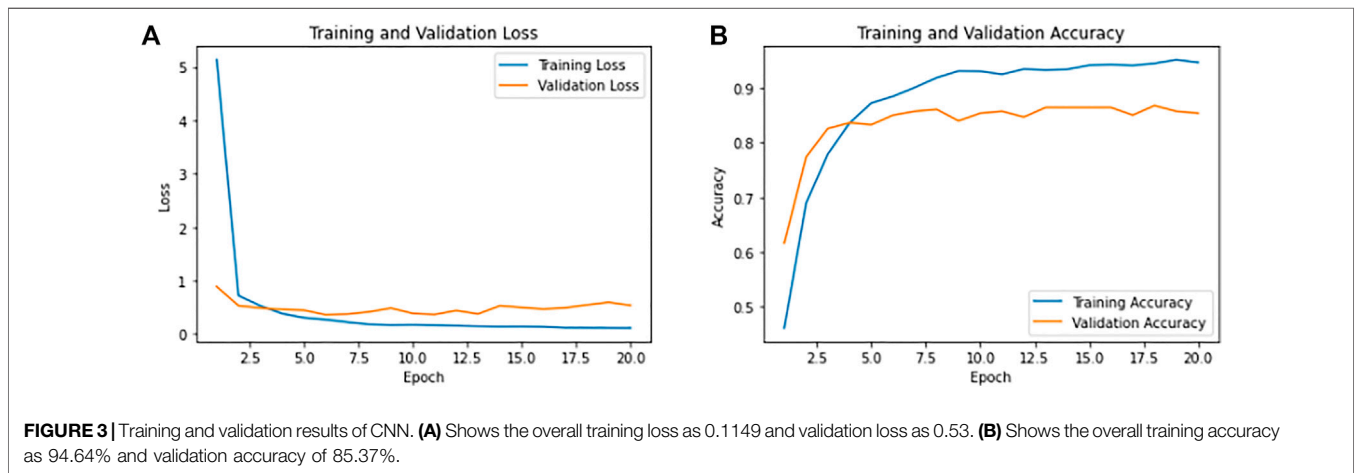 A
Training and Validation Loss
Training Loss
Validation Loss
5
4
3
2
1
0
Loss
2.5 5.0 7.5 10.0 12.5 15.0 17.5 20.0
Epoch
B
Training and Validation Accuracy
0.9
0.8
0.7
0.6
0.5
Accuracy
Training Accuracy
Validation Accuracy
2.5 5.0 7.5 10.0 12.5 15.0 17.5 20.0
Epoch
FIGURE 3 | Training and validation results of CNN. (A) Shows the overall training loss as 0.1149 and validation loss as 0.53. (B) Shows the overall training accuracy
as 94.64% and validation accuracy of 85.37%.